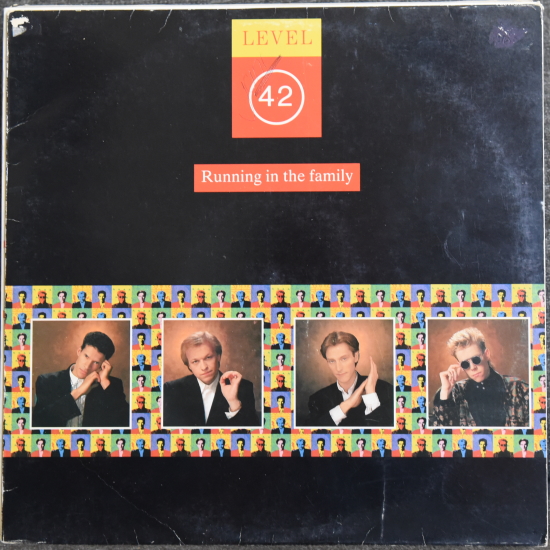 LEVEL
42
Running in the family